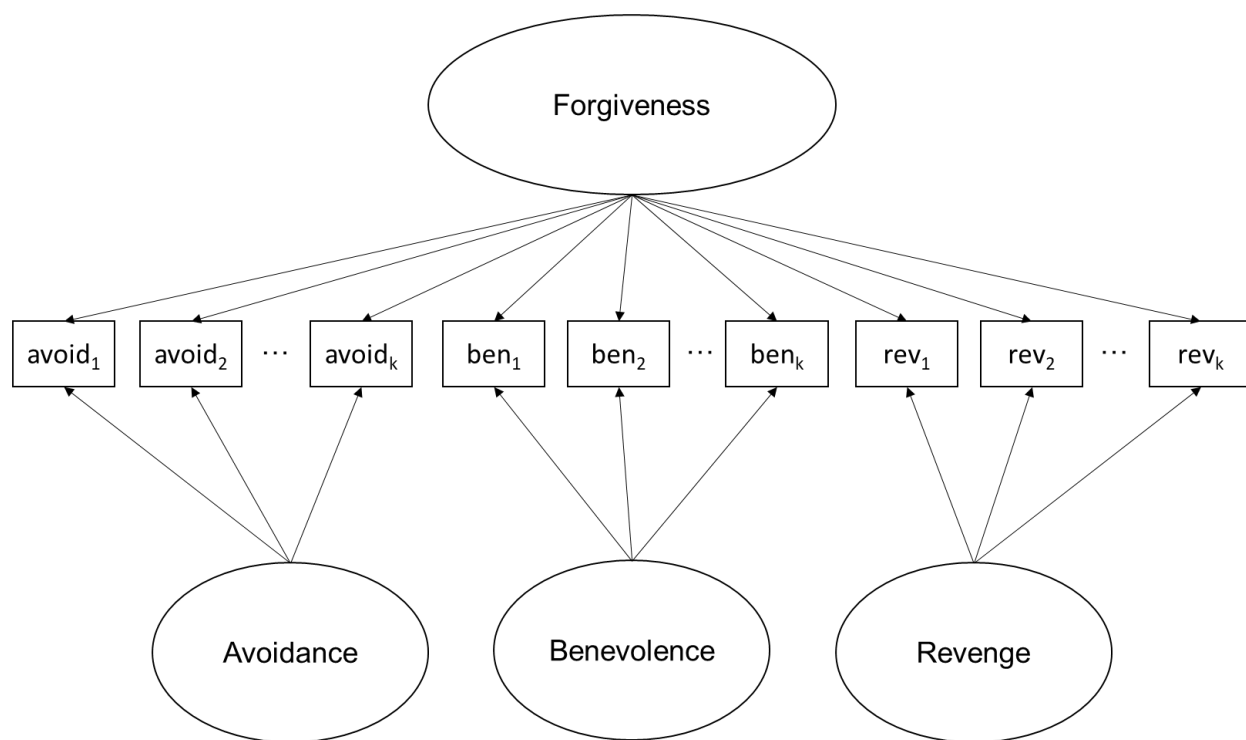 Forgiveness
avoid₁ avoid₂ ... avoidₖ ben₁ ben₂ ... benₖ rev₁ rev₂ ... revₖ
Avoidance Benevolence Revenge